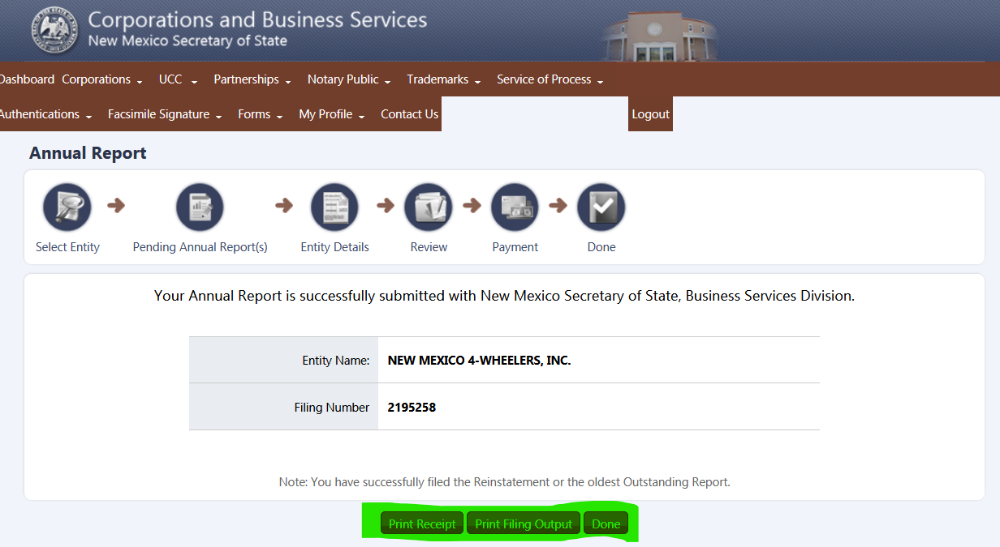 Corporations and Business Services
New Mexico Secretary of State
Dashboard Corporations UCC Partnerships Notary Public Trademarks Service of Process
Authentications Facsimile Signature Forms My Profile Contact Us Logout
Annual Report
Select Entity Pending Annual Report(s) Entity Details Review Payment Done
Your Annual Report is successfully submitted with New Mexico Secretary of State, Business Services Division.
Entity Name: NEW MEXICO 4-WHEELERS, INC.
Filing Number 2195258
Note: You have successfully filed the Reinstatement or the oldest Outstanding Report.
Print Receipt Print Filing Output Done